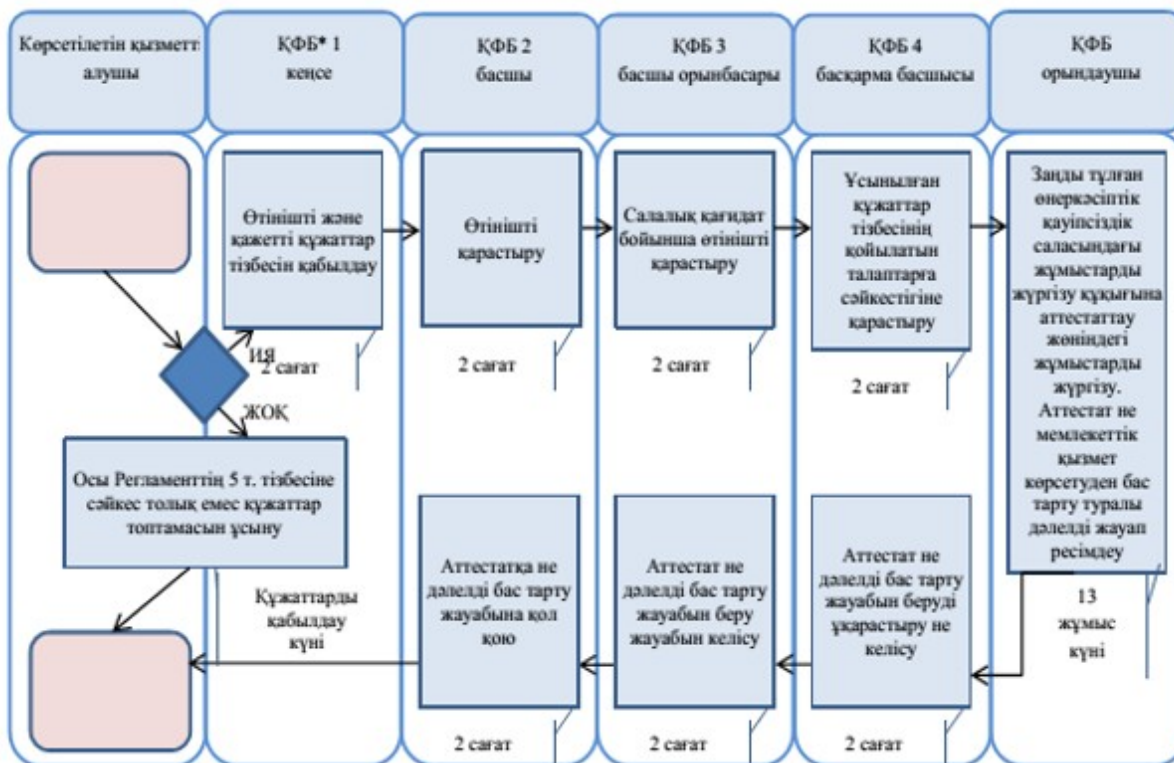 Көрсетілетін қызметті
алушы
ҚФБ* 1
кеңсе
ҚФБ 2
басшы
ҚФБ 3
басшы орынбасары
ҚФБ 4
басқарма басшысы
ҚФБ
орындаушы
Өтінішті және
қажетті құжаттар
тізбесін қабылдау
Өтінішті
қарастыру
Салалық қағидат
бойынша өтінішті
қарастыру
Ұсынылған
құжаттар
тізбесінің
қойылатын
талаптарға
сәйкестігіне
қарастыру
Заңды тұлған
өнеркәсіптік
қауіпсіздік
саласындағы
жұмыстарды
жүргізу құқығына
аттестаттау
жөніндегі
жұмыстарды
жүргізу.
Аттестат не
мемлекеттік
қызмет
көрсетуден бас
тарту туралы
дәлелді жауап
ресімдеу
ИЯ
2 сағат
2 сағат
2 сағат
2 сағат
ЖОҚ
Осы Регламенттің 5 т. тізбесіне
сәйкес толық емес құжаттар
топтамасын ұсыну
Құжаттарды
қабылдау
күні
Аттестатқа не
дәлелді бас тарту
жауабына қол
қою
Аттестат не
дәлелді бас тарту
жауабын беру
жауабын келісу
Аттестат не
дәлелді бас тарту
жауабын беруді
ұқарастыру не
келісу
13
жұмыс
күні
2 сағат
2 сағат
2 сағат